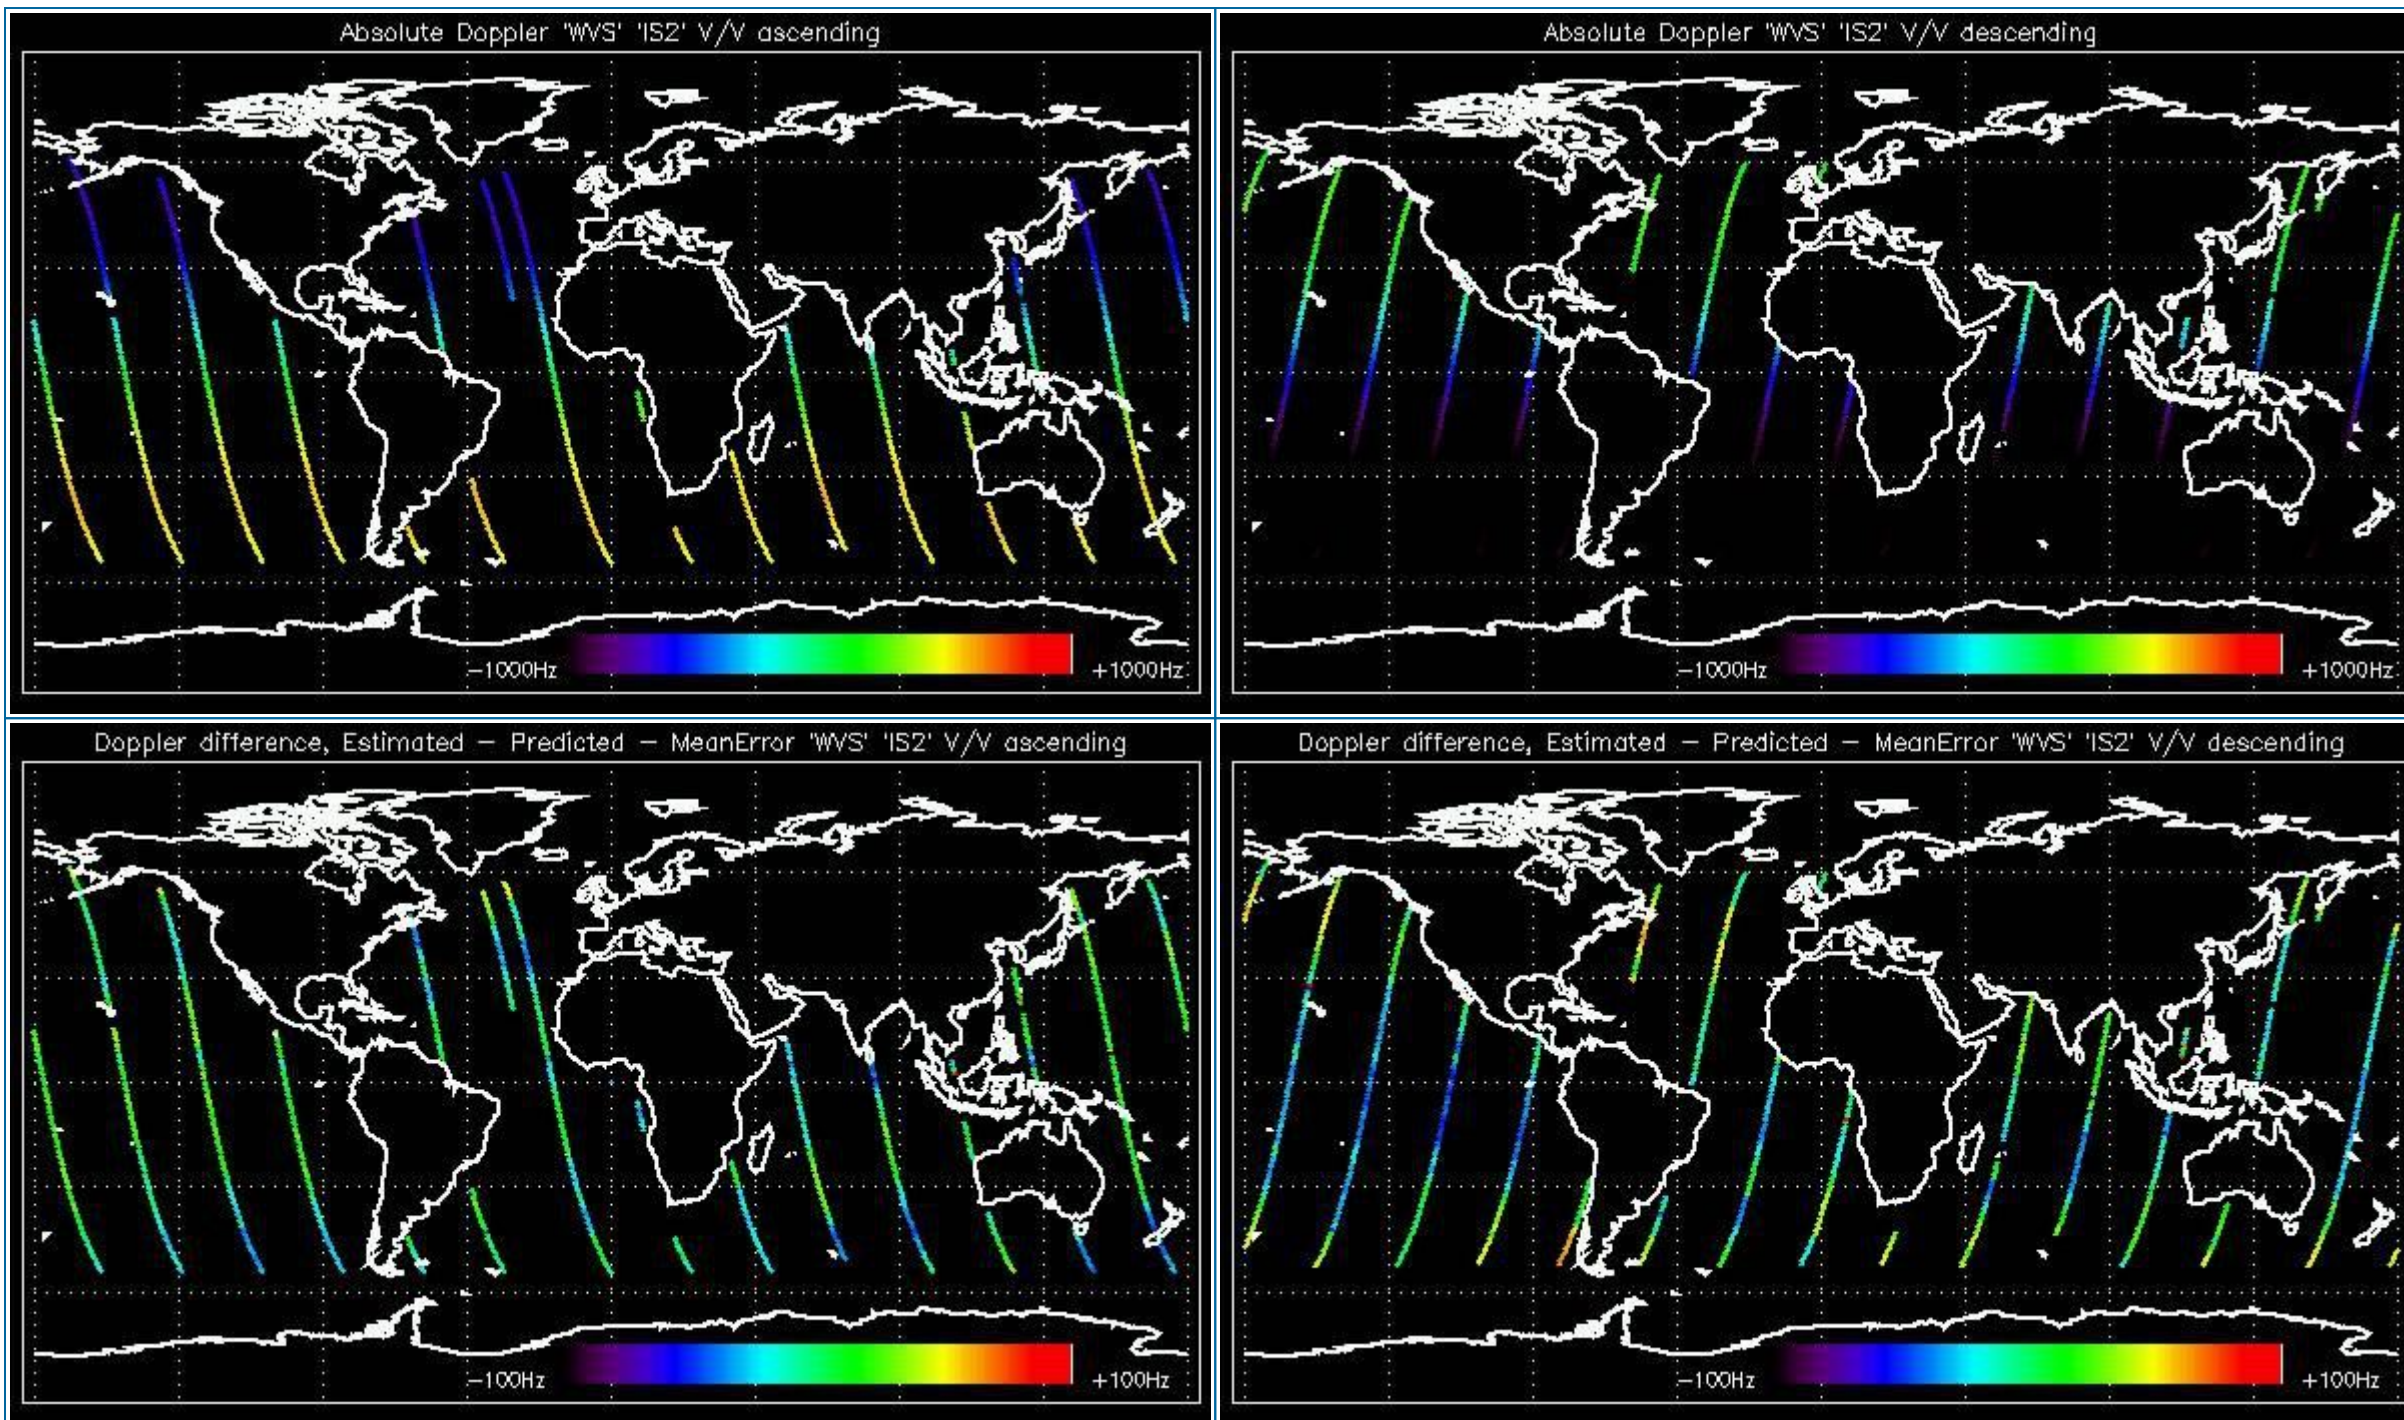 Absolute Doppler 'WVS' 'IS2' V/V ascending
-1000Hz
+1000Hz
Absolute Doppler 'WVS' 'IS2' V/V descending
-1000Hz
+1000Hz
Doppler difference, Estimated - Predicted - MeanError 'WVS' 'IS2' V/V ascending
-100Hz
+100Hz
Doppler difference, Estimated - Predicted - MeanError 'WVS' 'IS2' V/V descending
-100Hz
+100Hz